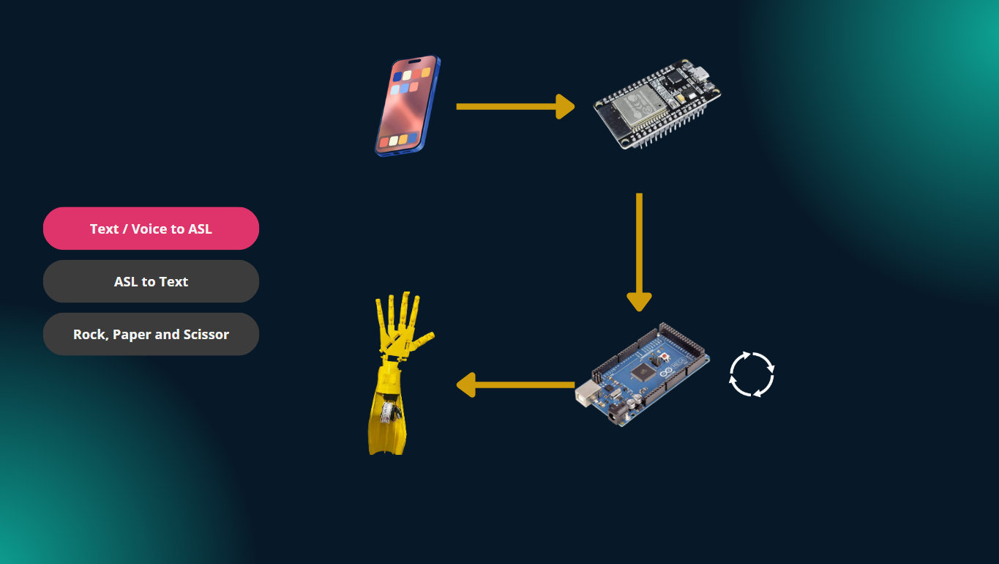 Text / Voice to ASL
ASL to Text
Rock, Paper and Scissor